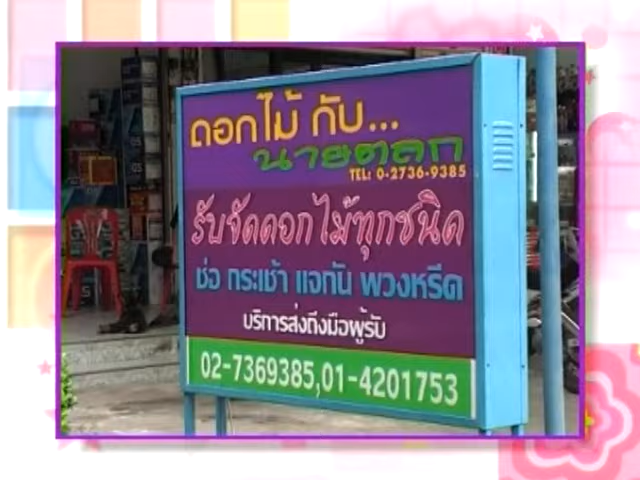 ดอกไม้ กับ...
นายตลก
TEL: 0-2736-9385
รับจัดดอกไม้ทุกชนิด
ช่อ กระเช้า แจกัน พวงหรีด
บริการส่งถึงมือผู้รับ
02-7369385,01-4201753